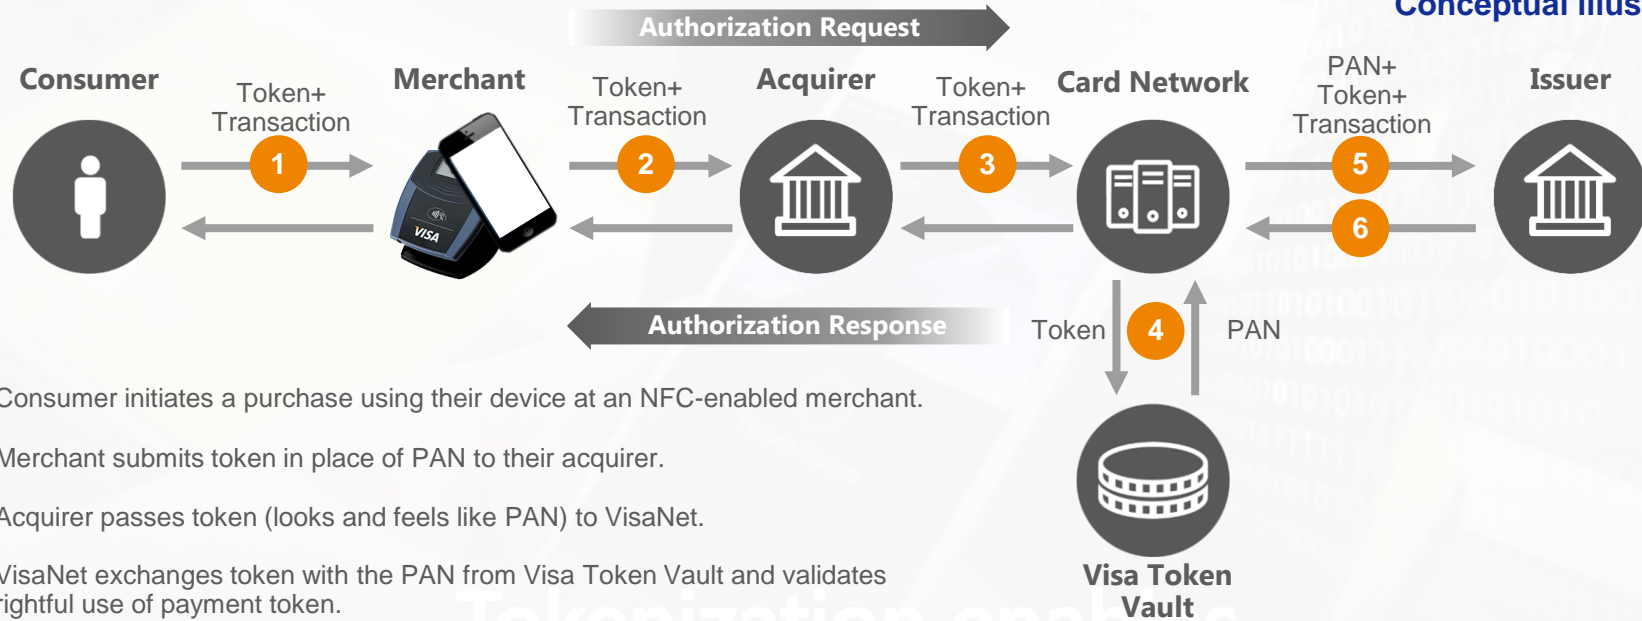 Conceptual Illus
Authorization Request
Consumer
Token+
Transaction
Merchant
Token+
Transaction
Acquirer
Token+
Transaction
Card Network
PAN+
Token+
Transaction
Issuer
1
2
3
5
6
VISA
Authorization Response
Token
4
PAN
Consumer initiates a purchase using their device at an NFC-enabled merchant.
Merchant submits token in place of PAN to their acquirer.
Acquirer passes token (looks and feels like PAN) to VisaNet.
VisaNet exchanges token with the PAN from Visa Token Vault and validates
rightful use of payment token.
Visa Token
Vault
Tokenization enables